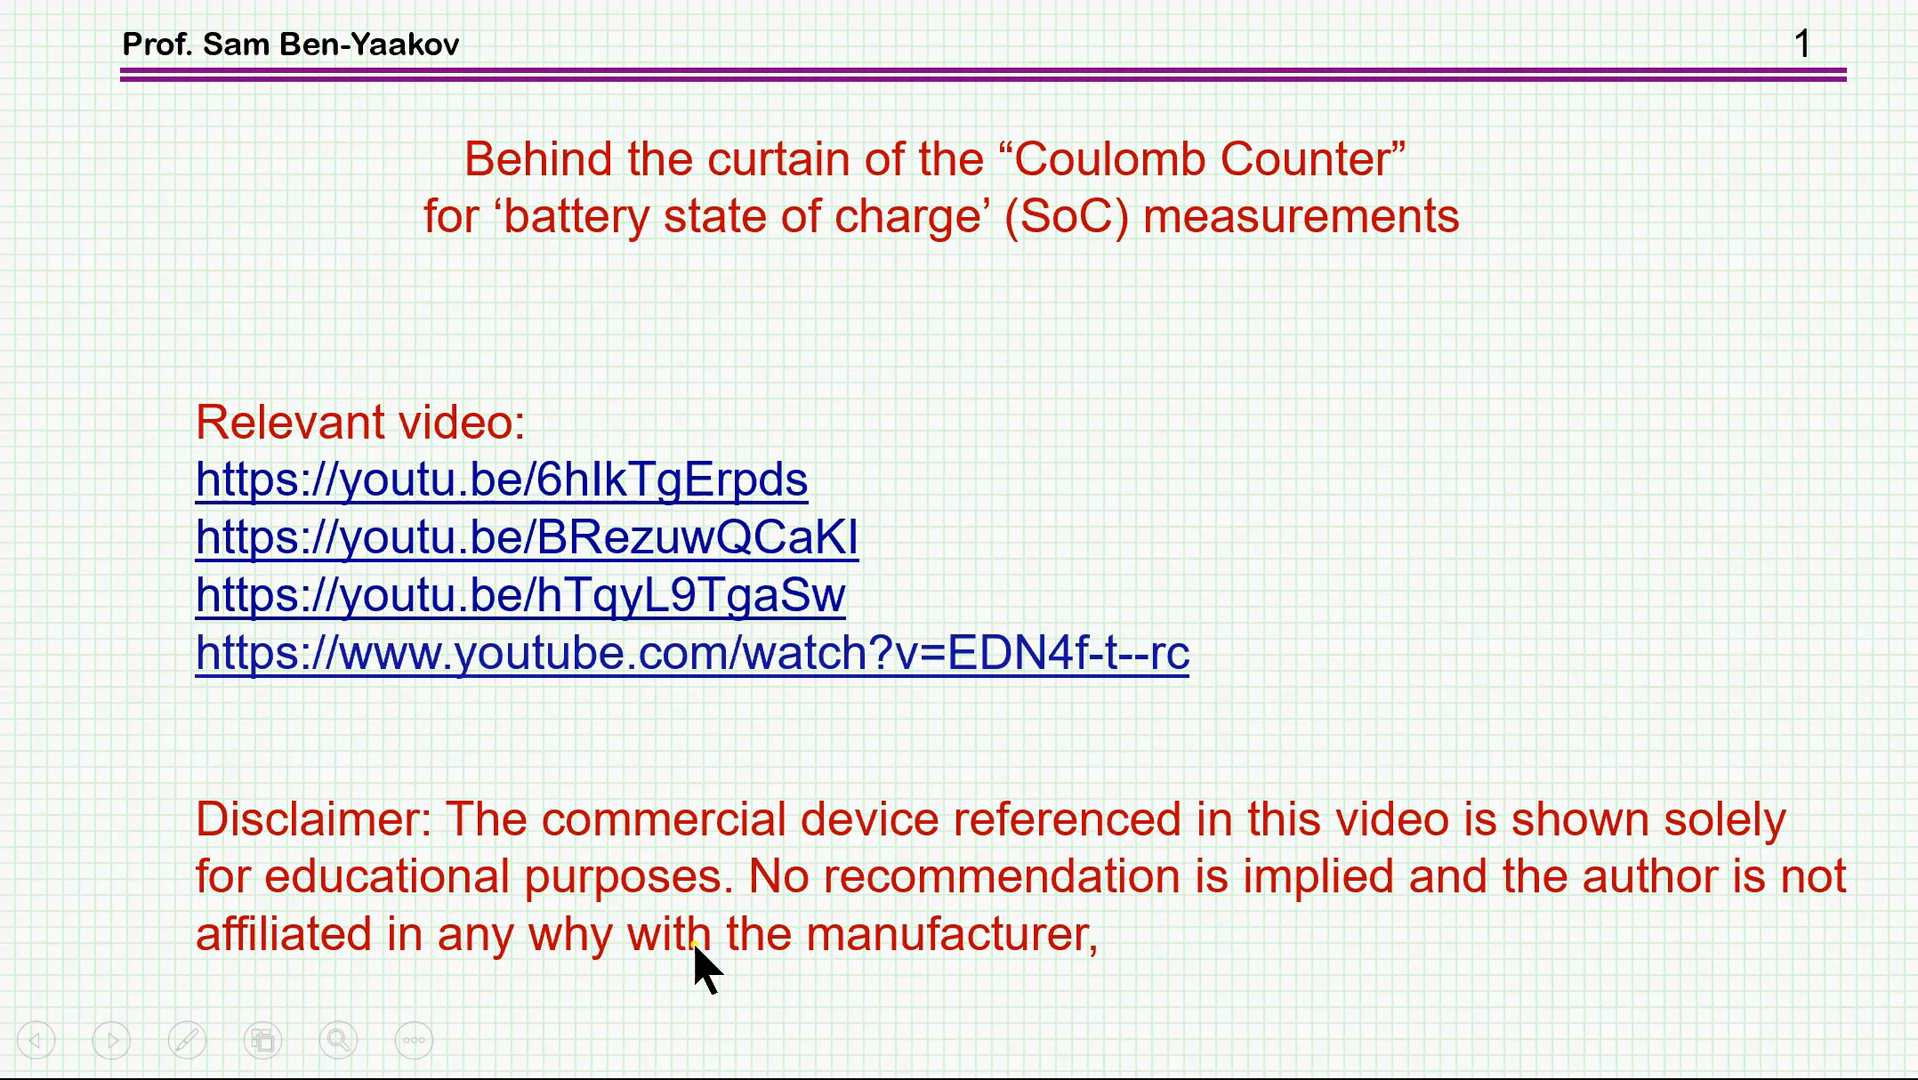 Prof. Sam Ben-Yaakov
1
Behind the curtain of the “Coulomb Counter”
for ‘battery state of charge’ (SoC) measurements
Relevant video:
https://youtu.be/6hIkTgErpds
https://youtu.be/BRezuwQCaKI
https://youtu.be/hTqyL9TgaSw
https://www.youtube.com/watch?v=EDN4f-t--rc
Disclaimer: The commercial device referenced in this video is shown solely
for educational purposes. No recommendation is implied and the author is not
affiliated in any why with the manufacturer,